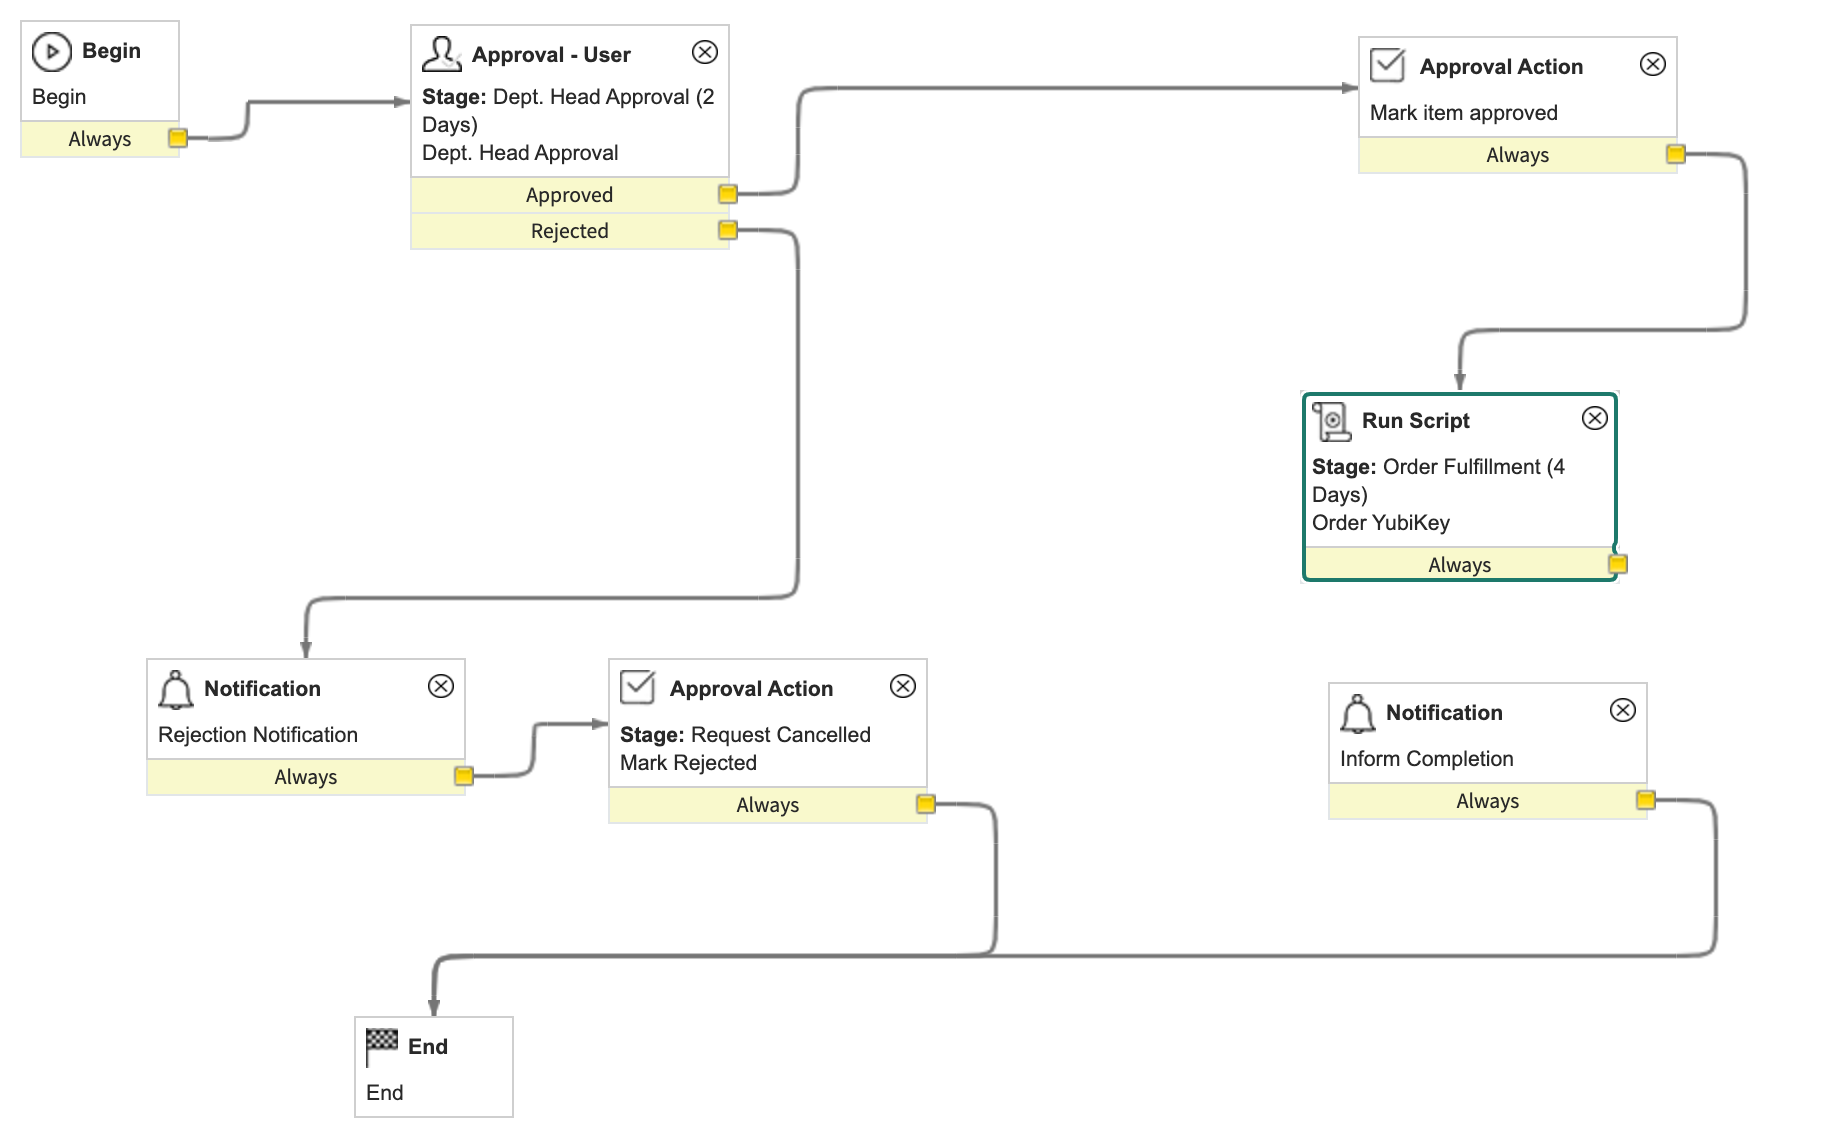 Begin
Begin
Always
Approval - User
Stage: Dept. Head Approval (2
Days)
Dept. Head Approval
Approved
Rejected
Approval Action
Mark item approved
Always
Run Script
Stage: Order Fulfillment (4
Days)
Order YubiKey
Always
Notification
Rejection Notification
Always
Approval Action
Stage: Request Cancelled
Mark Rejected
Always
Notification
Inform Completion
Always
End
End